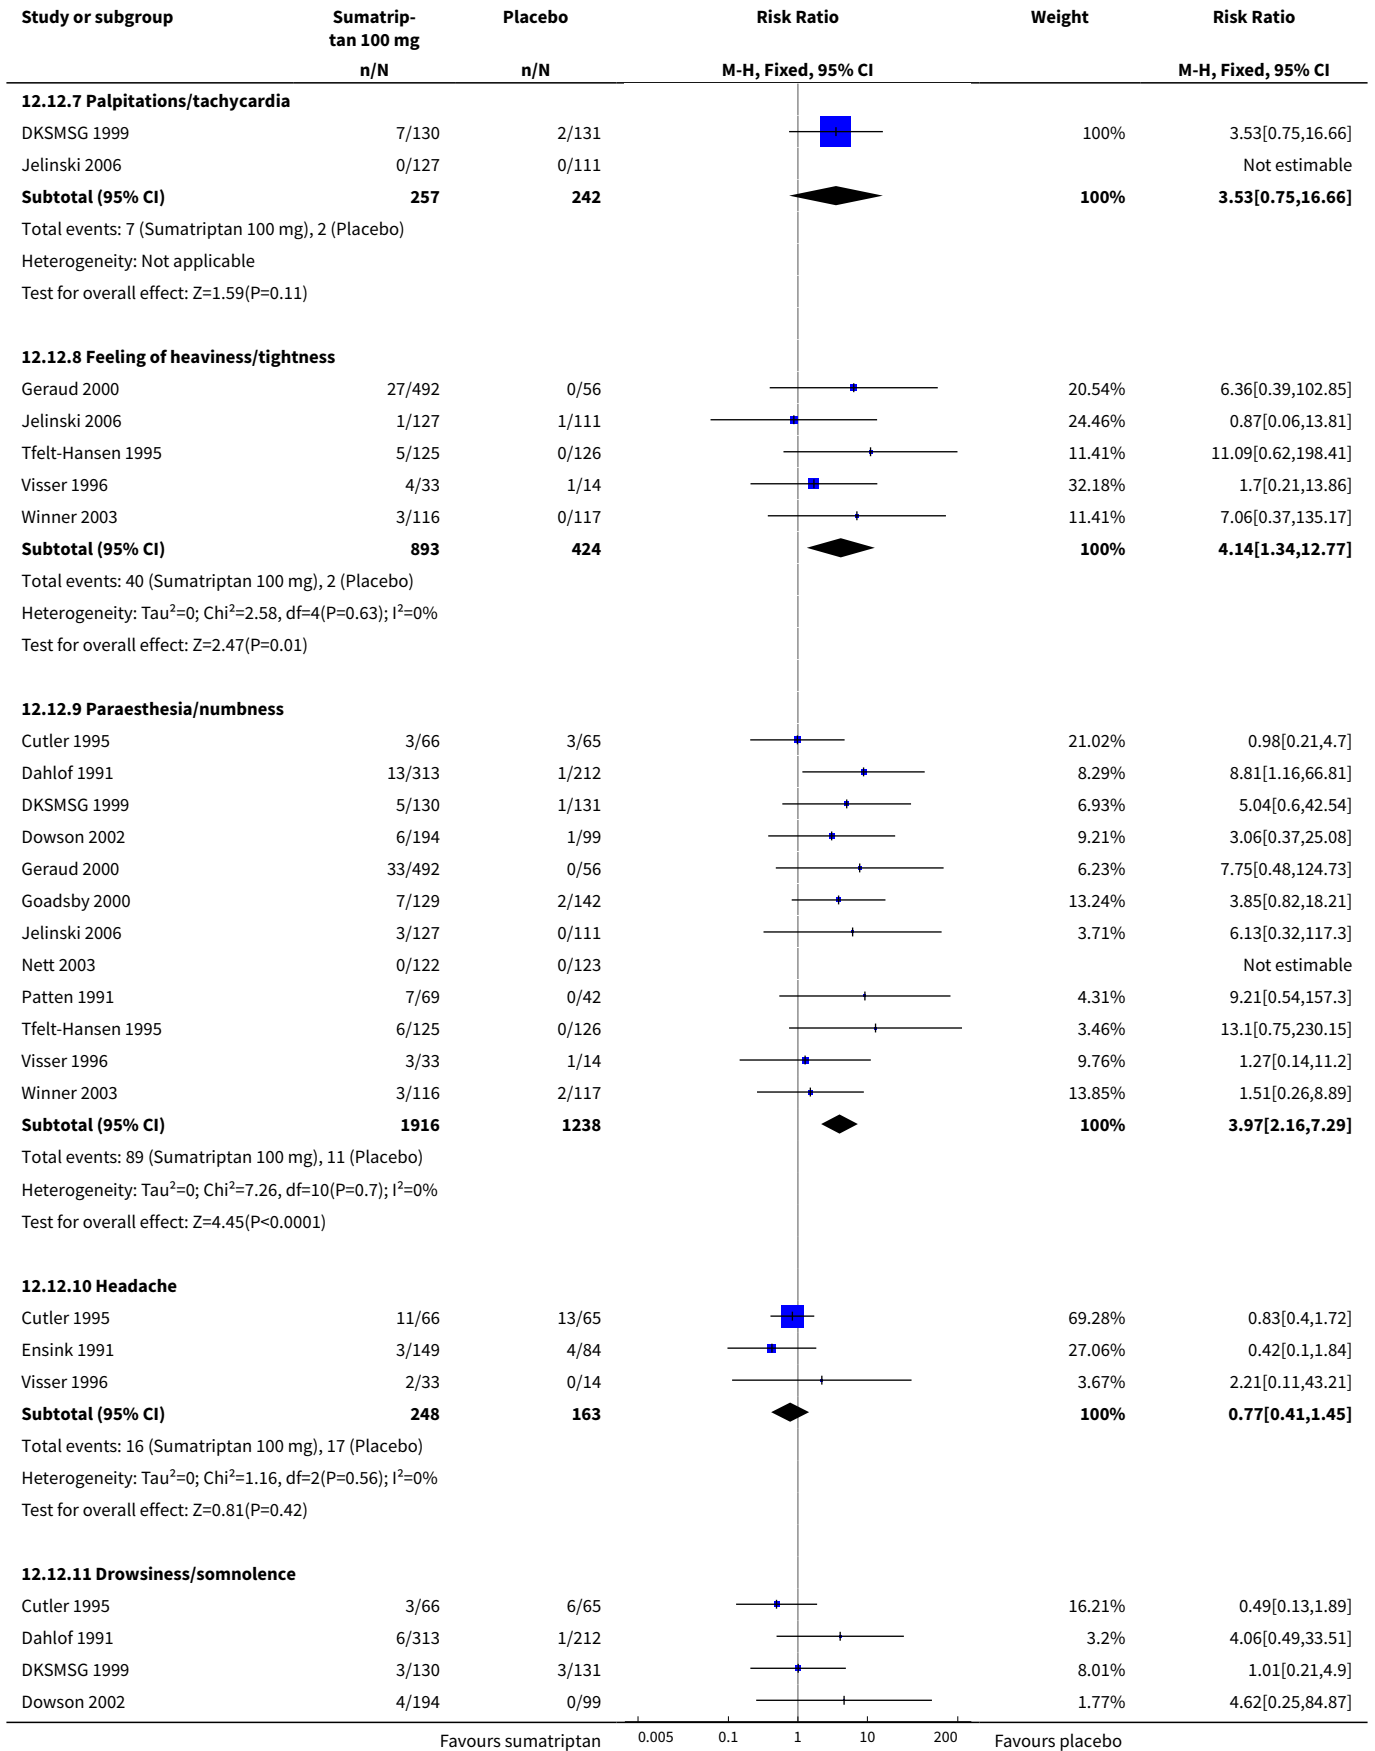 Study or subgroup Sumatrip- Placebo Risk Ratio Weight Risk Ratio
tan 100 mg
n/N n/N M-H, Fixed, 95% CI M-H, Fixed, 95% CI
12.12.7 Palpitations/tachycardia
DKSMSG 1999 7/130 2/131 100% 3.53[0.75,16.66]
Jelinski 2006 0/127 0/111 Not estimable
Subtotal (95% CI) 257 242 100% 3.53[0.75,16.66]
Total events: 7 (Sumatriptan 100 mg), 2 (Placebo)
Heterogeneity: Not applicable
Test for overall effect: Z=1.59(P=0.11)
12.12.8 Feeling of heaviness/tightness
Geraud 2000 27/492 0/56 20.54% 6.36[0.39,102.85]
Jelinski 2006 1/127 1/111 24.46% 0.87[0.06,13.81]
Tfelt-Hansen 1995 5/125 0/126 11.41% 11.09[0.62,198.41]
Visser 1996 4/33 1/14 32.18% 1.7[0.21,13.86]
Winner 2003 3/116 0/117 11.41% 7.06[0.37,135.17]
Subtotal (95% CI) 893 424 100% 4.14[1.34,12.77]
Total events: 40 (Sumatriptan 100 mg), 2 (Placebo)
Heterogeneity: Tau²=0; Chi²=2.58, df=4(P=0.63); I²=0%
Test for overall effect: Z=2.47(P=0.01)
12.12.9 Paraesthesia/numbness
Cutler 1995 3/66 3/65 21.02% 0.98[0.21,4.7]
Dahlof 1991 13/313 1/212 8.29% 8.81[1.16,66.81]
DKSMSG 1999 5/130 1/131 6.93% 5.04[0.6,42.54]
Dowson 2002 6/194 1/99 9.21% 3.06[0.37,25.08]
Geraud 2000 33/492 0/56 6.23% 7.75[0.48,124.73]
Goadsby 2000 7/129 2/142 13.24% 3.85[0.82,18.21]
Jelinski 2006 3/127 0/111 3.71% 6.13[0.32,117.3]
Nett 2003 0/122 0/123 Not estimable
Patten 1991 7/69 0/42 4.31% 9.21[0.54,157.3]
Tfelt-Hansen 1995 6/125 0/126 3.46% 13.1[0.75,230.15]
Visser 1996 3/33 1/14 9.76% 1.27[0.14,11.2]
Winner 2003 3/116 2/117 13.85% 1.51[0.26,8.89]
Subtotal (95% CI) 1916 1238 100% 3.97[2.16,7.29]
Total events: 89 (Sumatriptan 100 mg), 11 (Placebo)
Heterogeneity: Tau²=0; Chi²=7.26, df=10(P=0.7); I²=0%
Test for overall effect: Z=4.45(P<0.0001)
12.12.10 Headache
Cutler 1995 11/66 13/65 69.28% 0.83[0.4,1.72]
Ensink 1991 3/149 4/84 27.06% 0.42[0.1,1.84]
Visser 1996 2/33 0/14 3.67% 2.21[0.11,43.21]
Subtotal (95% CI) 248 163 100% 0.77[0.41,1.45]
Total events: 16 (Sumatriptan 100 mg), 17 (Placebo)
Heterogeneity: Tau²=0; Chi²=1.16, df=2(P=0.56); I²=0%
Test for overall effect: Z=0.81(P=0.42)
12.12.11 Drowsiness/somnolence
Cutler 1995 3/66 6/65 16.21% 0.49[0.13,1.89]
Dahlof 1991 6/313 1/212 3.2% 4.06[0.49,33.51]
DKSMSG 1999 3/130 3/131 8.01% 1.01[0.21,4.9]
Dowson 2002 4/194 0/99 1.77% 4.62[0.25,84.87]
Favours sumatriptan 0.005 0.1 1 10 200 Favours placebo